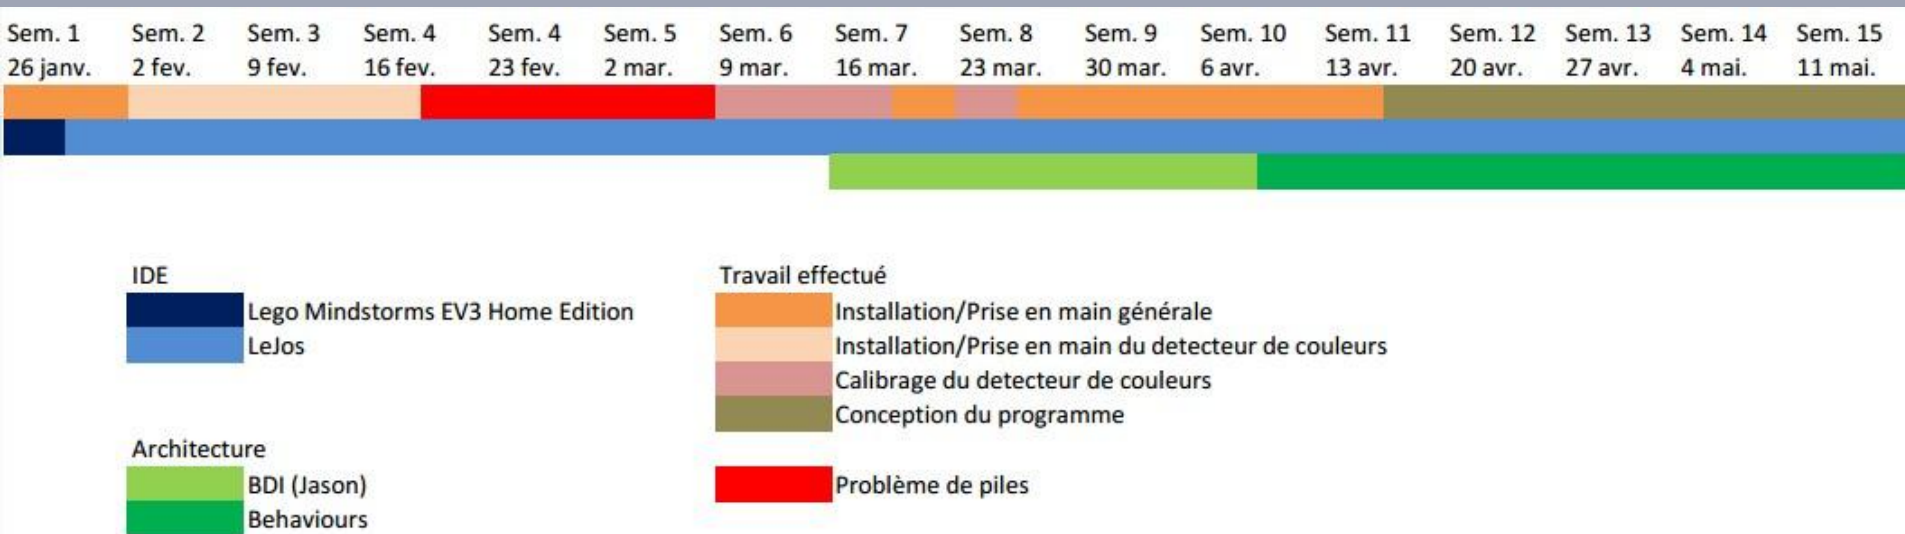 Sem. 1 Sem. 2 Sem. 3 Sem. 4 Sem. 4 Sem. 5 Sem. 6 Sem. 7 Sem. 8 Sem. 9 Sem. 10 Sem. 11 Sem. 12 Sem. 13 Sem. 14 Sem. 15
26 janv. 2 fev. 9 fev. 16 fev. 23 fev. 2 mar. 9 mar. 16 mar. 23 mar. 30 mar. 6 avr. 13 avr. 20 avr. 27 avr. 4 mai. 11 mai.
IDE
Lego Mindstorms EV3 Home Edition
LeJos
Architecture
BDI (Jason)
Behaviours
Travail effectué
Installation/Prise en main générale
Installation/Prise en main du detecteur de couleurs
Calibrage du detecteur de couleurs
Conception du programme
Problème de piles